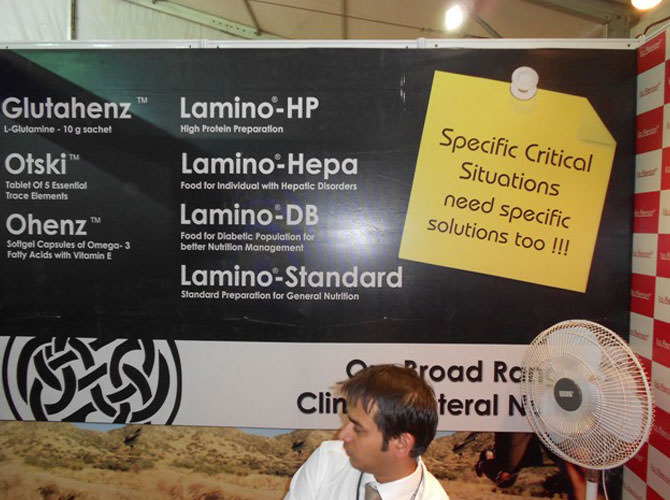 Glutahenz™
L-Glutamine - 10 g sachet
Otski™
Tablet Of 5 Essential
Trace Elements
Ohenz™
Softgel Capsules of Omega- 3
Fatty Acids with Vitamin E
Lamino®-HP
High Protein Preparation
Lamino®-Hepa
Food for Individual with Hepatic Disorders
Lamino®-DB
Food for Diabetic Population for
better Nutrition Management
Lamino®-Standard
Standard Preparation for General Nutrition
Specific Critical
Situations
need specific
solutions too !!!
Broad